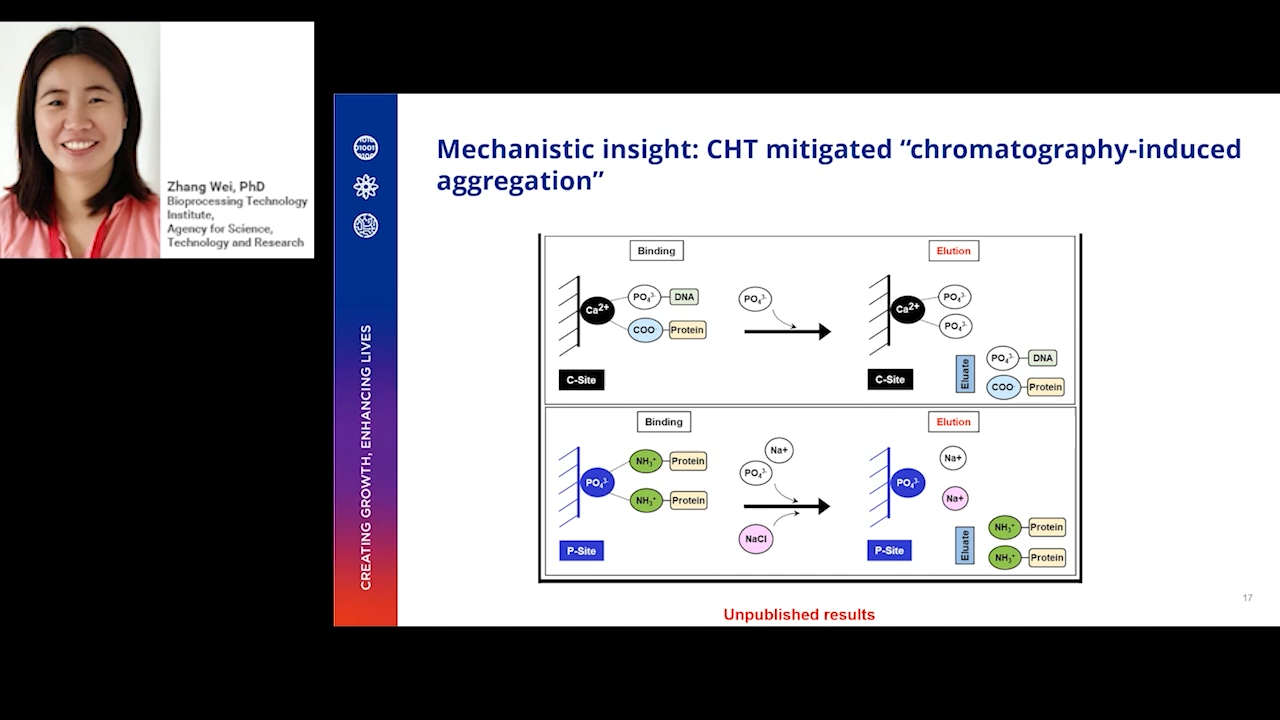 Zhang Wei, PhD
Bioprocessing Technology
Institute,
Agency for Science,
Technology and Research
CREATING GROWTH, ENHANCING LIVES
Mechanistic insight: CHT mitigated “chromatography-induced
aggregation”
Binding
Elution
Ca²⁺
PO₄³⁻
DNA
COO⁻
Protein
PO₄³⁻
Ca²⁺
PO₄³⁻
PO₄³⁻
C-Site
C-Site
Eluate
PO₄³⁻
DNA
COO⁻
Protein
Binding
Elution
PO₄³⁻
NH₃⁺
Protein
NH₃⁺
Protein
Na+
PO₄³⁻
NaCl
PO₄³⁻
Na+
Na+
P-Site
P-Site
Eluate
NH₃⁺
Protein
NH₃⁺
Protein
Unpublished results
17